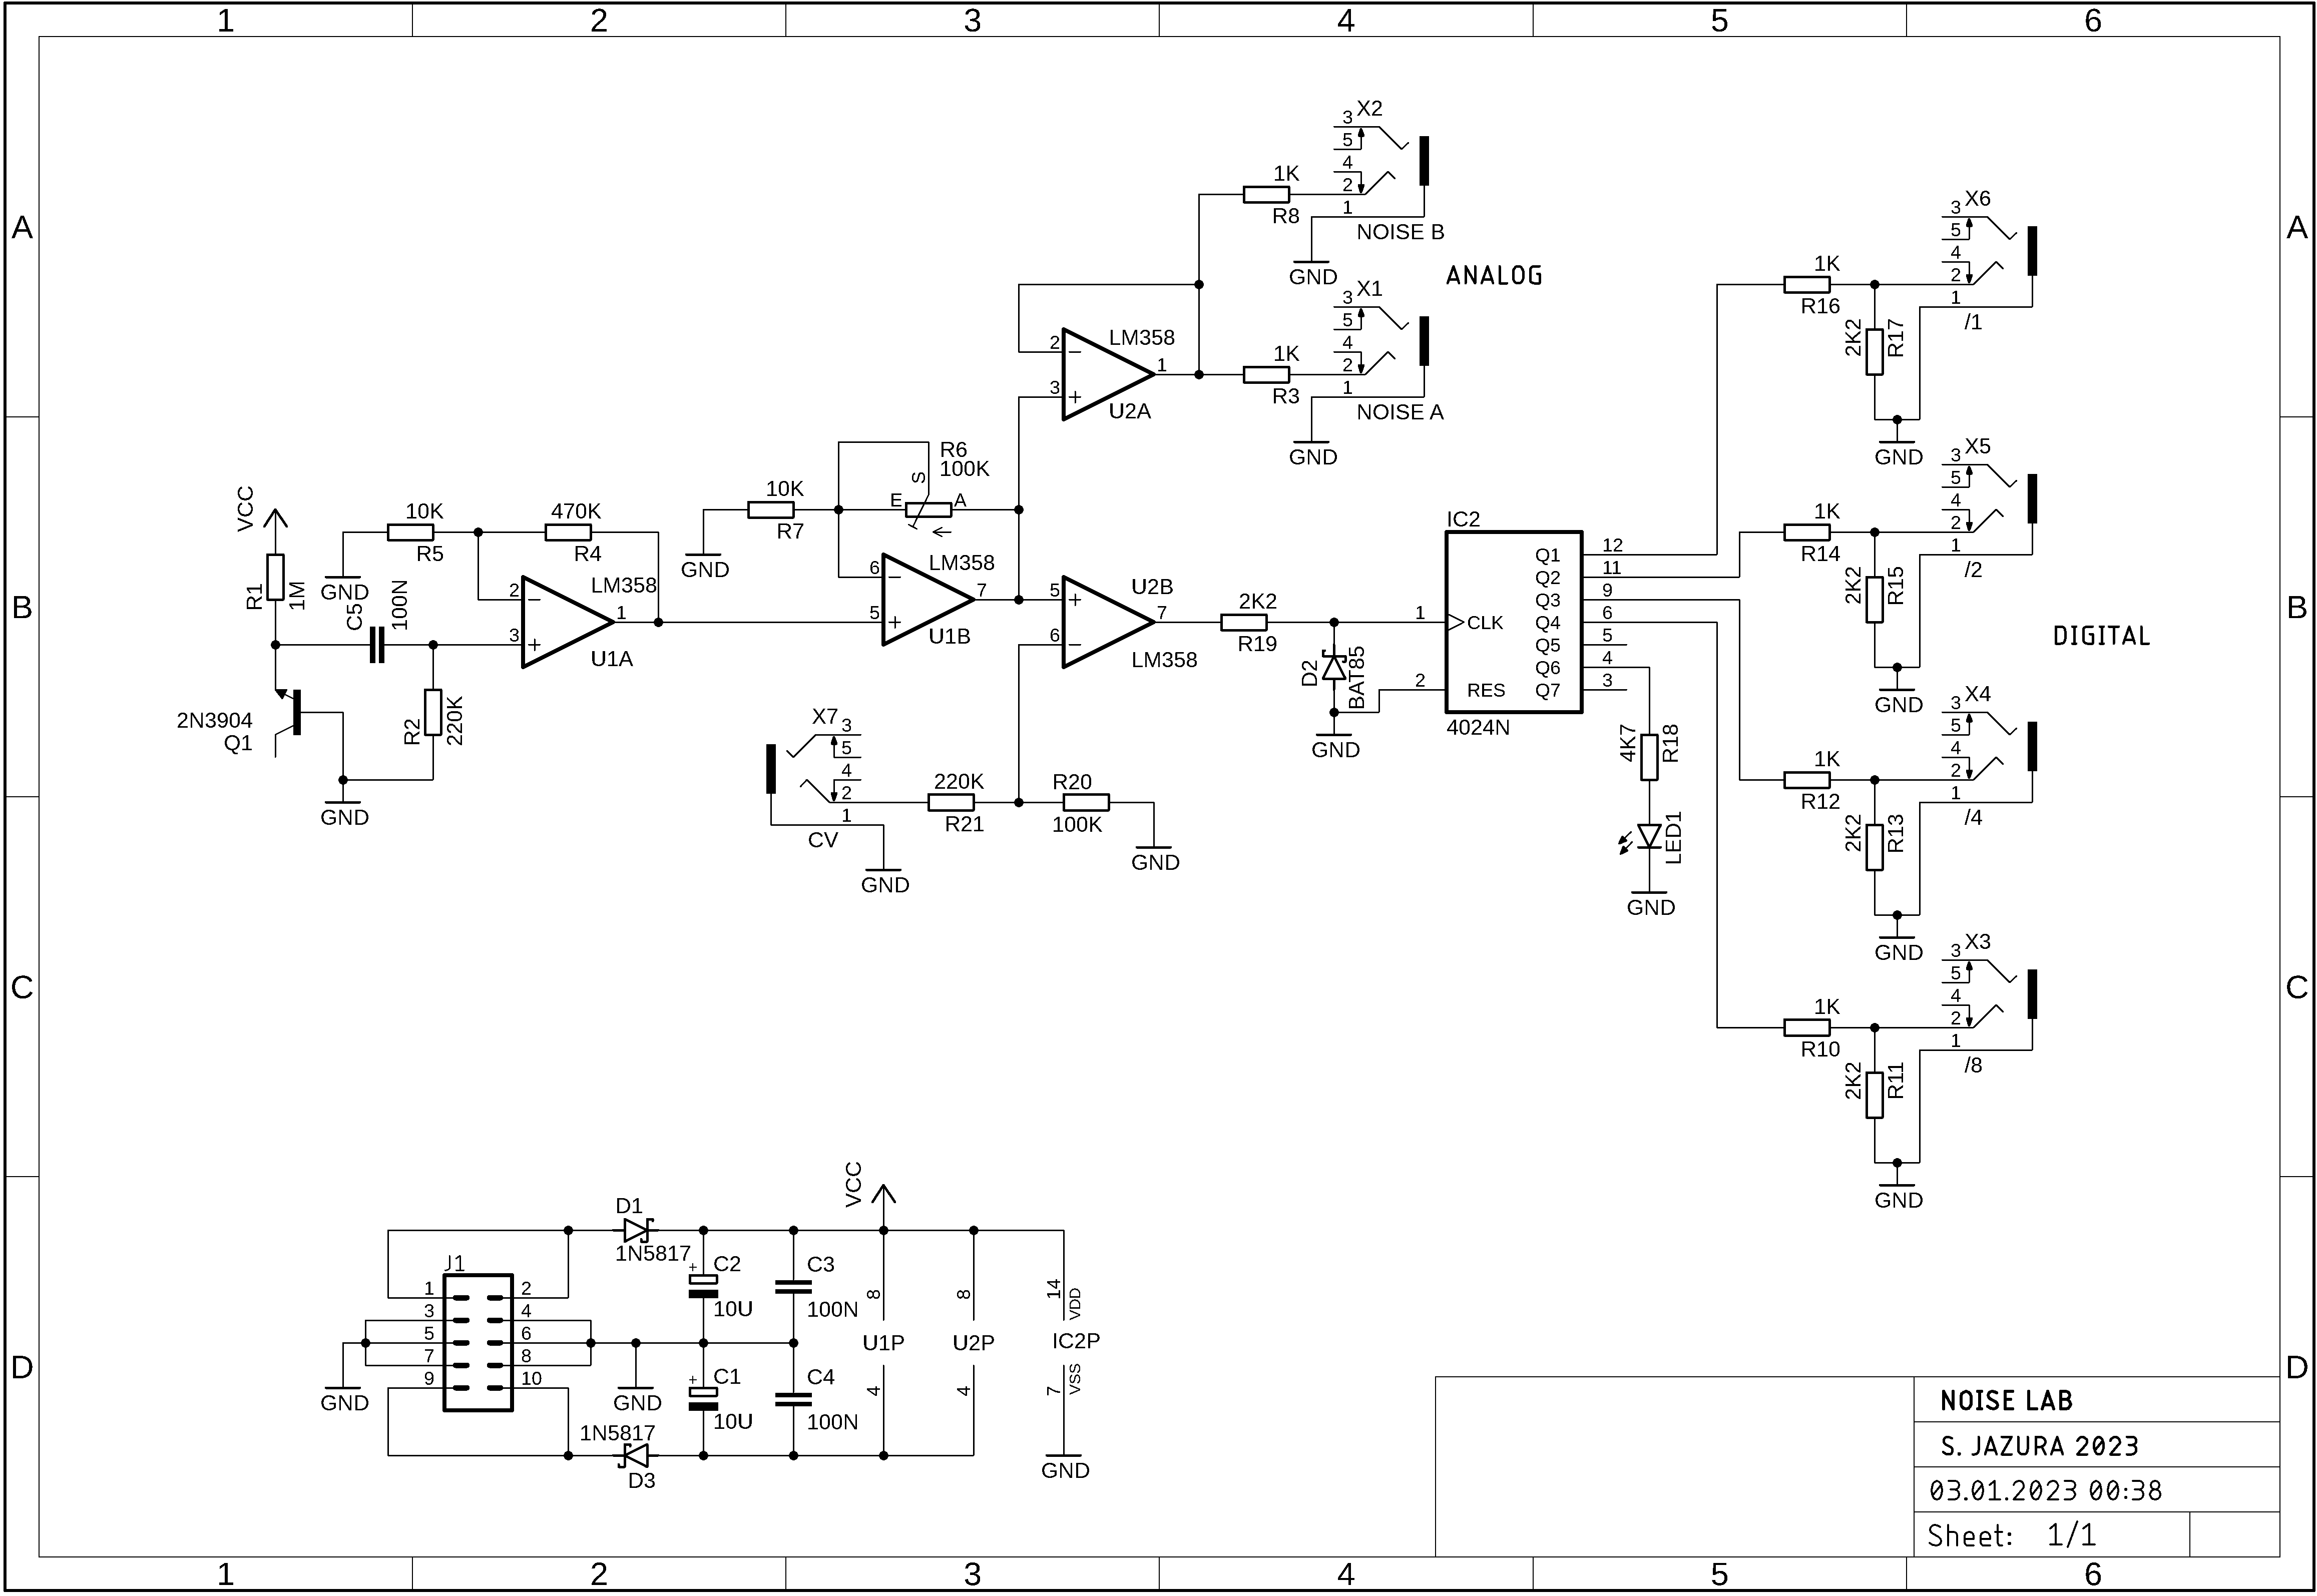 1 2 3 4 5 6
A A
B B
C C
D D
X2
3
5
4
2
1
1K
R8
NOISE B
GND
ANALOG
X1
3
5
4
2
1
1K
R3
NOISE A
GND
LM358
2
3
1
U2A
VCC
R1
1M
2N3904
Q1
GND
10K
R5
GND
C5
100N
R2
220K
470K
R4
LM358
2
3
1
U1A
10K
R7
GND
R6
100K
S
E
A
LM358
6
5
7
U1B
U2B
5
6
7
LM358
X7
3
5
4
2
1
CV
GND
220K
R21
R20
100K
GND
2K2
R19
D2
BAT85
GND
IC2
1
CLK
2
RES
Q1 12
Q2 11
Q3 9
Q4 6
Q5 5
Q6 4
Q7 3
4024N
4K7
R18
LED1
GND
X6
3
5
4
2
1
/1
1K
R16
2K2
R17
GND
X5
3
5
4
2
1
/2
1K
R14
2K2
R15
GND
DIGITAL
X4
3
5
4
2
1
/4
1K
R12
2K2
R13
GND
X3
3
5
4
2
1
/8
1K
R10
2K2
R11
GND
VCC
D1
1N5817
J1
1 2
3 4
5 6
7 8
9 10
GND
GND
+
C2
10U
C3
100N
+
C1
10U
C4
100N
1N5817
D3
8
U1P
4
8
U2P
4
14
VDD
IC2P
7
VSS
GND
NOISE LAB
S. JAZURA 2023
03.01.2023 00:38
Sheet: 1/1
1 2 3 4 5 6